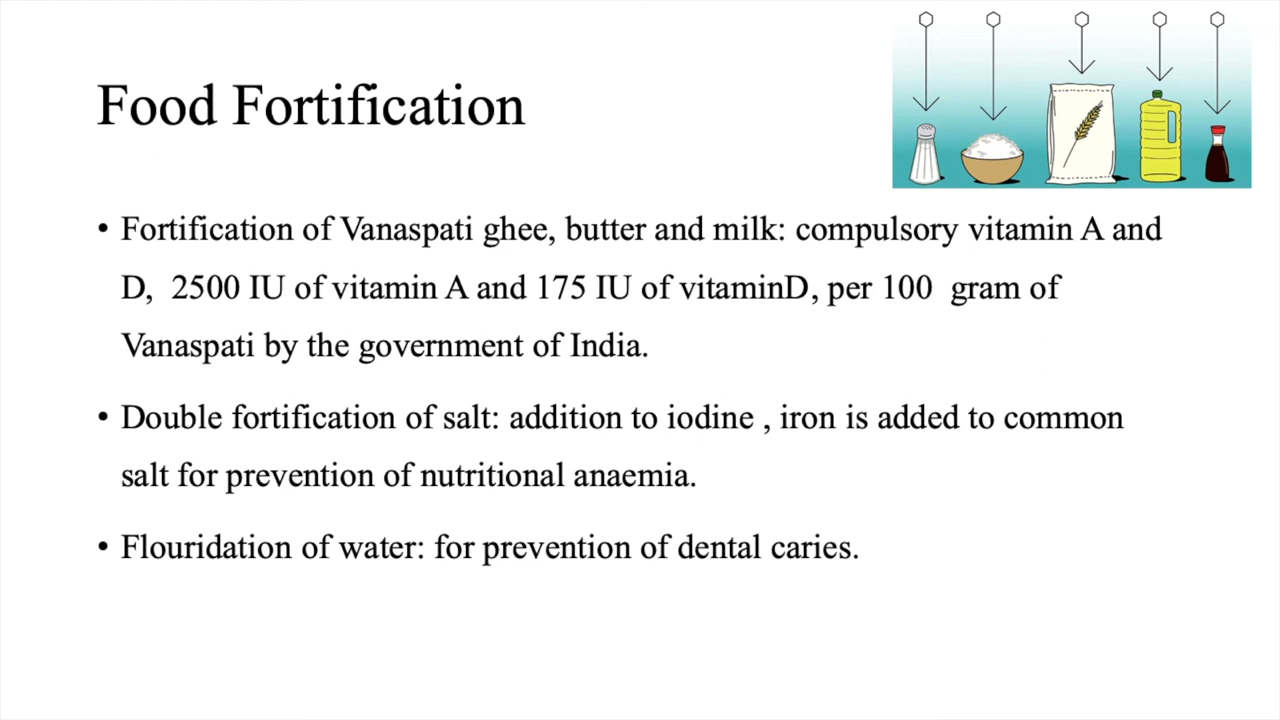 Food Fortification
• Fortification of Vanaspati ghee, butter and milk: compulsory vitamin A and
D,  2500 IU of vitamin A and 175 IU of vitaminD, per 100  gram of
Vanaspati by the government of India.
• Double fortification of salt: addition to iodine , iron is added to common
salt for prevention of nutritional anaemia.
• Flouridation of water: for prevention of dental caries.